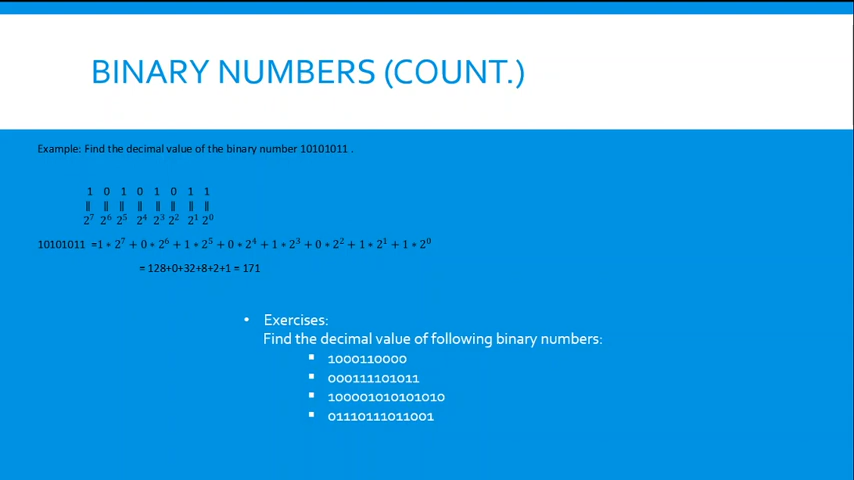 BINARY NUMBERS (COUNT.)
Example: Find the decimal value of the binary number 10101011 .
1 0 1 0 1 0 1 1
|| || || || || || || ||
2⁷ 2⁶ 2⁵ 2⁴ 2³ 2² 2¹ 2⁰
10101011 =1 ∗ 2⁷ + 0 ∗ 2⁶ + 1 ∗ 2⁵ + 0 ∗ 2⁴ + 1 ∗ 2³ + 0 ∗ 2² + 1 ∗ 2¹ + 1 ∗ 2⁰
= 128+0+32+8+2+1 = 171
• Exercises:
Find the decimal value of following binary numbers:
▪ 1000110000
▪ 000111101011
▪ 100001010101010
▪ 01110111011001